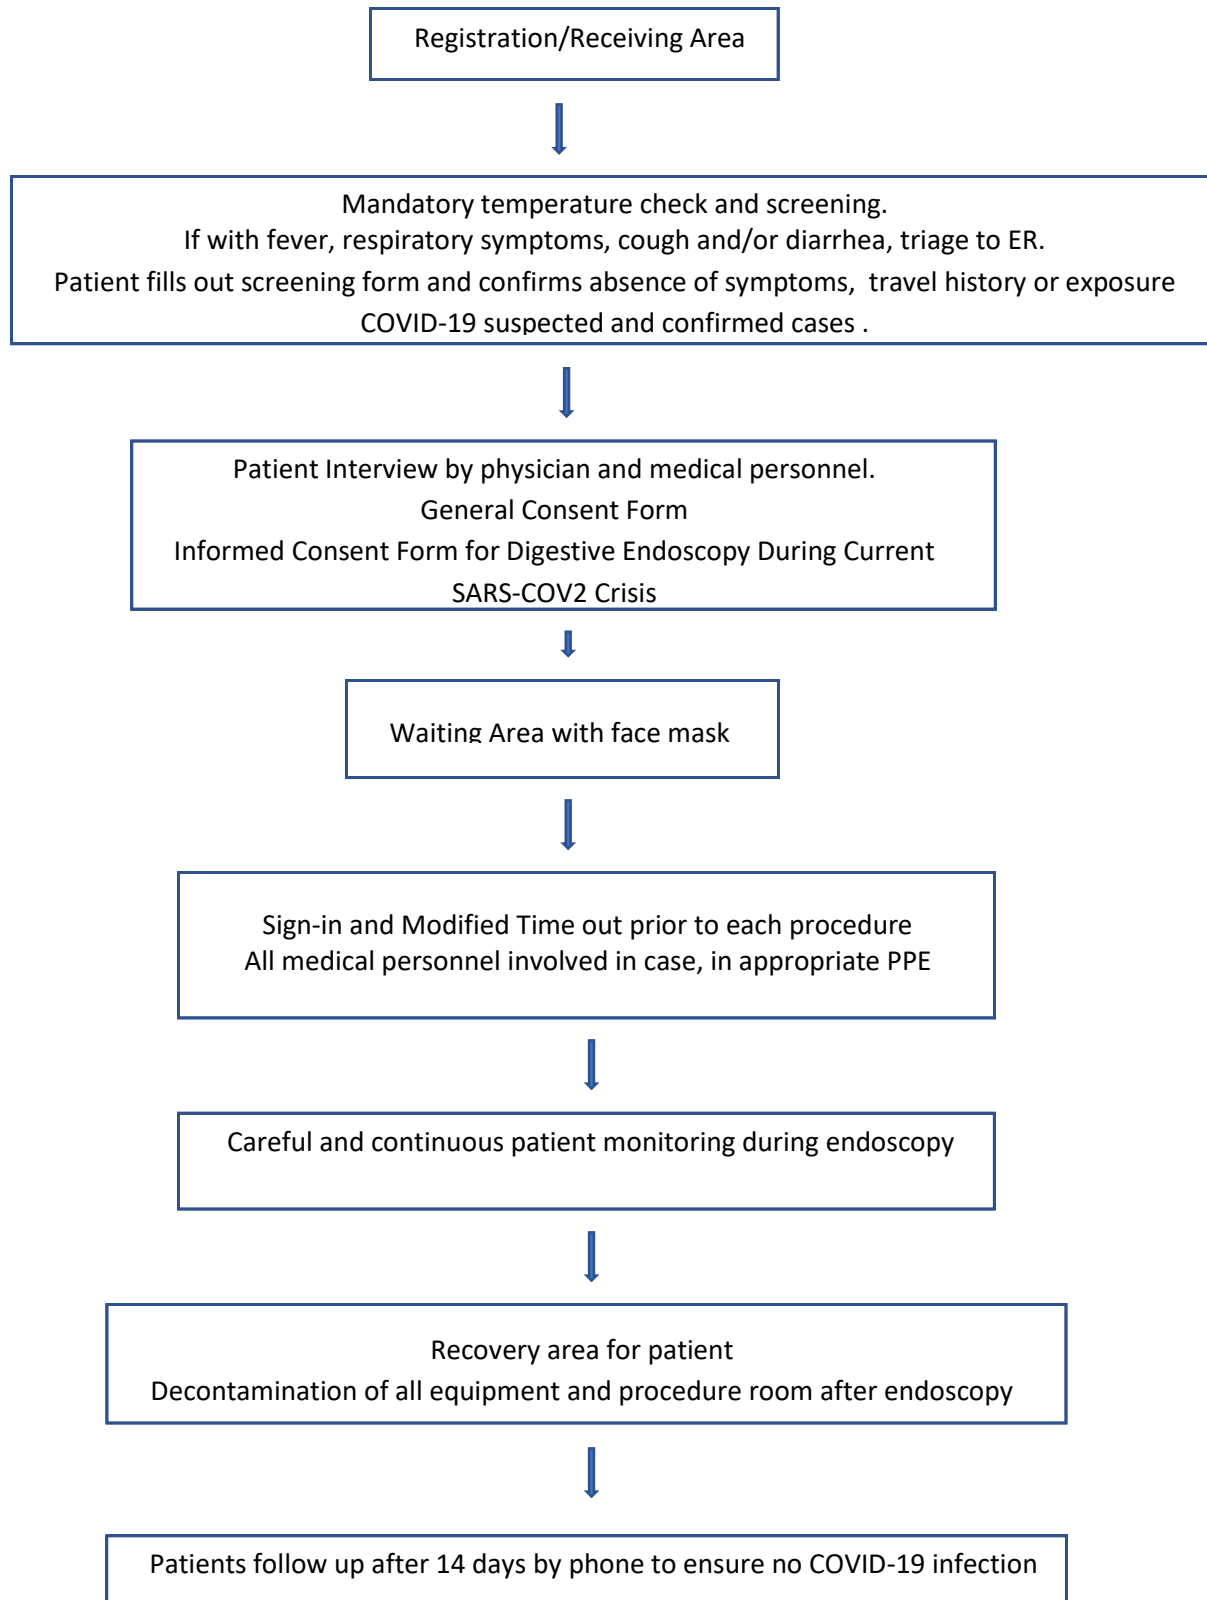 Registration/Receiving Area
Mandatory temperature check and screening.
If with fever, respiratory symptoms, cough and/or diarrhea, triage to ER.
Patient fills out screening form and confirms absence of symptoms, travel history or exposure
COVID-19 suspected and confirmed cases .
Patient Interview by physician and medical personnel.
General Consent Form
Informed Consent Form for Digestive Endoscopy During Current
SARS-COV2 Crisis
Waiting Area with face mask
Sign-in and Modified Time out prior to each procedure
All medical personnel involved in case, in appropriate PPE
Careful and continuous patient monitoring during endoscopy
Recovery area for patient
Decontamination of all equipment and procedure room after endoscopy
Patients follow up after 14 days by phone to ensure no COVID-19 infection